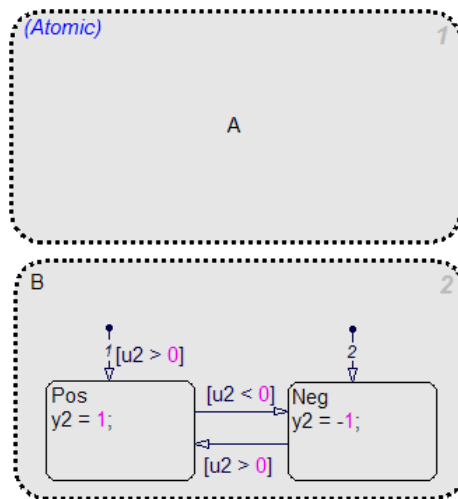 (Atomic)
1
A
B
2
1
[u2 > 0]
2
Pos
y2 = 1;
[u2 < 0]
Neg
y2 = -1;
[u2 > 0]